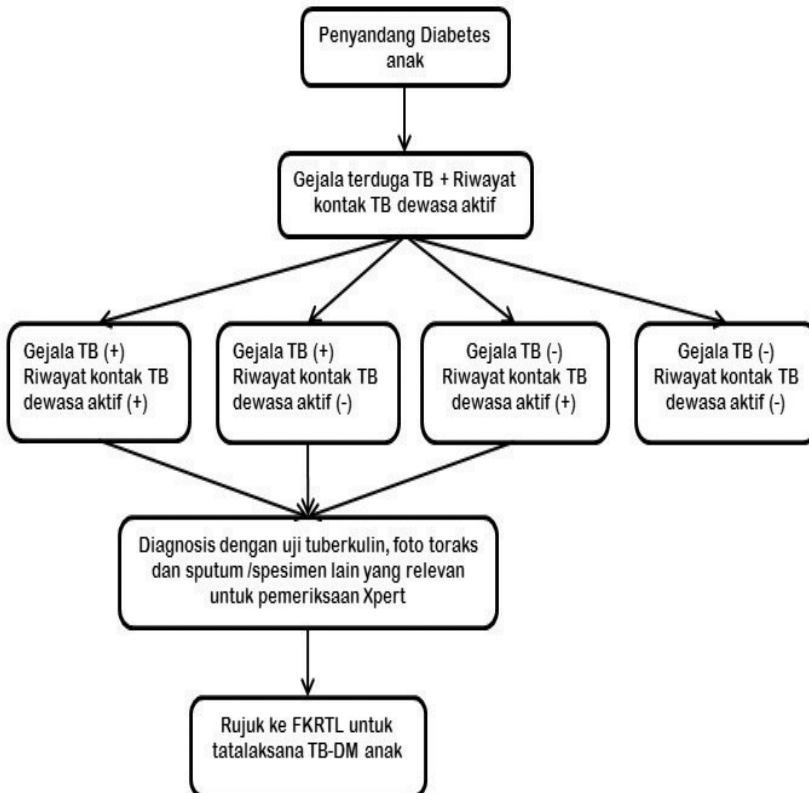 Penyandang Diabetes
anak
Gejala terduga TB + Riwayat
kontak TB dewasa aktif
Gejala TB (+)
Riwayat kontak TB
dewasa aktif (+)
Gejala TB (+)
Riwayat kontak TB
dewasa aktif (-)
Gejala TB (-)
Riwayat kontak TB
dewasa aktif (+)
Gejala TB (-)
Riwayat kontak TB
dewasa aktif (-)
Diagnosis dengan uji tuberkulin, foto toraks
dan sputum /spesimen lain yang relevan
untuk pemeriksaan Xpert
Rujuk ke FKRTL untuk
tatalaksana TB-DM anak